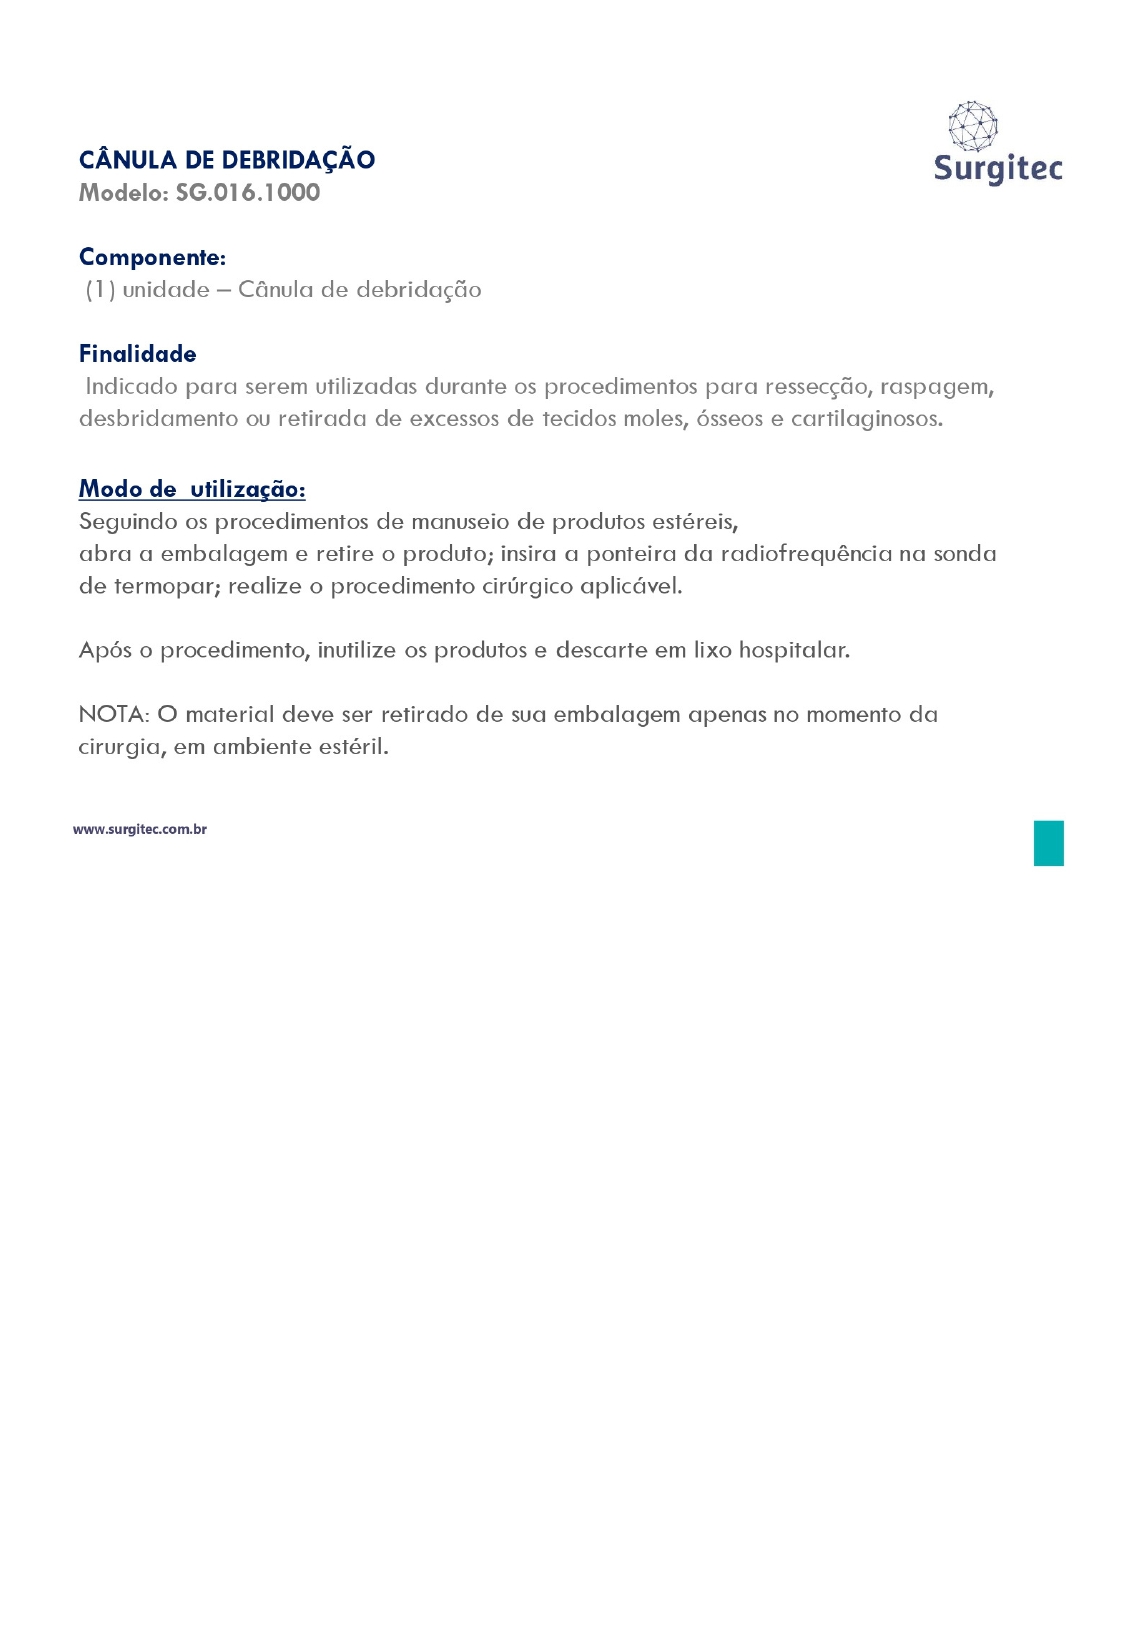 Surgitec
CÂNULA DE DEBRIDAÇÃO
Modelo: SG.016.1000
Componente:
(1) unidade – Cânula de debridação
Finalidade
Indicado para serem utilizadas durante os procedimentos para ressecção, raspagem,
desbridamento ou retirada de excessos de tecidos moles, ósseos e cartilaginosos.
Modo de utilização:
Seguindo os procedimentos de manuseio de produtos estéreis,
abra a embalagem e retire o produto; insira a ponteira da radiofrequência na sonda
de termopar; realize o procedimento cirúrgico aplicável.
Após o procedimento, inutilize os produtos e descarte em lixo hospitalar.
NOTA: O material deve ser retirado de sua embalagem apenas no momento da
cirurgia, em ambiente estéril.
www.surgitec.com.br